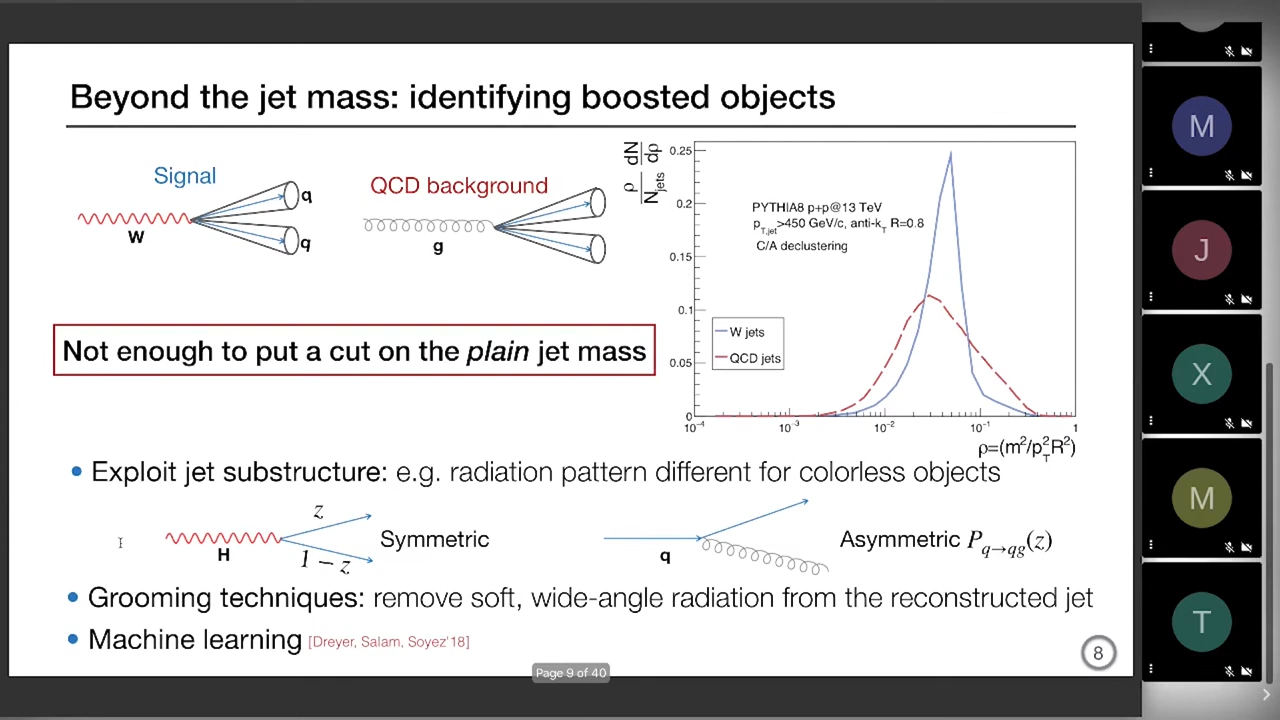 Beyond the jet mass: identifying boosted objects
Signal
W
q
q
QCD background
g
ρ/N_jets dN/dρ
0.25
0.2
0.15
0.1
0.05
0
PYTHIA8 p+p@13 TeV
p_T,jet>450 GeV/c, anti-k_T R=0.8
C/A declustering
W jets
QCD jets
10⁻⁴
10⁻³
10⁻²
10⁻¹
1
ρ=(m²/p_T²R²)
Not enough to put a cut on the plain jet mass
• Exploit jet substructure: e.g. radiation pattern different for colorless objects
H
z
1 − z
Symmetric
q
Asymmetric P_q→qg(z)
• Grooming techniques: remove soft, wide-angle radiation from the reconstructed jet
• Machine learning [Dreyer, Salam, Soyez'18]
8
Page 9 of 40
M
J
X
M
T